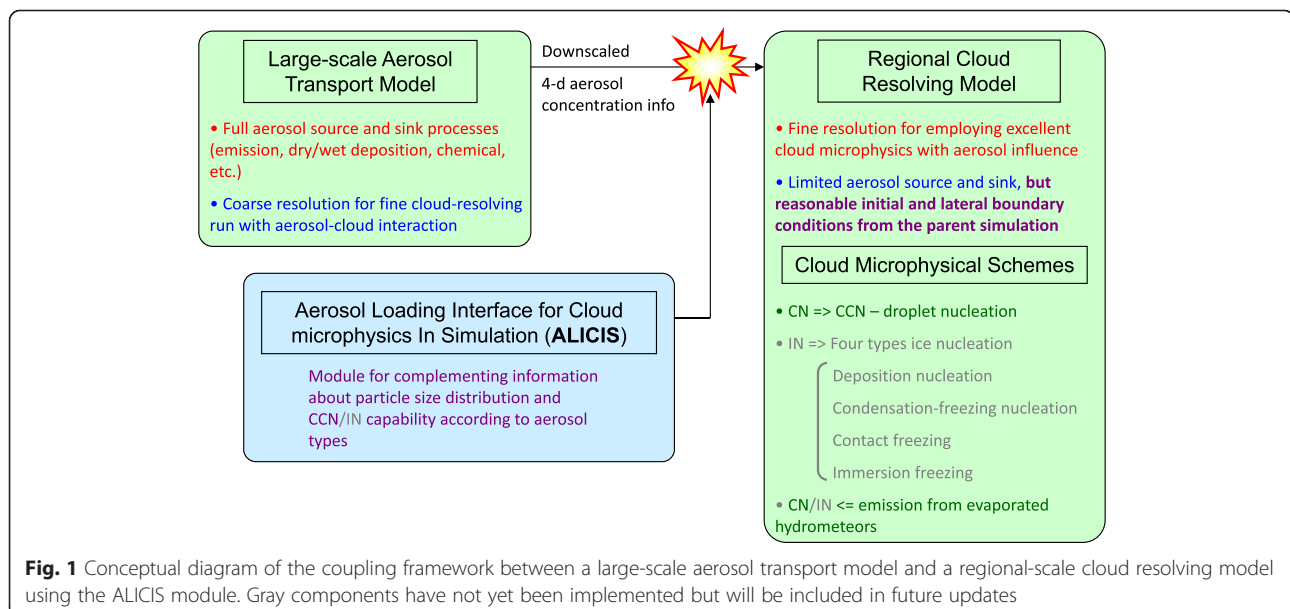 Large-scale Aerosol
Transport Model
• Full aerosol source and sink processes
(emission, dry/wet deposition, chemical,
etc.)
• Coarse resolution for fine cloud-resolving
run with aerosol-cloud interaction
Downscaled
4-d aerosol
concentration info
Aerosol Loading Interface for Cloud
microphysics In Simulation (ALICIS)
Module for complementing information
about particle size distribution and
CCN/IN capability according to aerosol
types
Regional Cloud
Resolving Model
• Fine resolution for employing excellent
cloud microphysics with aerosol influence
• Limited aerosol source and sink, but
reasonable initial and lateral boundary
conditions from the parent simulation
Cloud Microphysical Schemes
• CN => CCN – droplet nucleation
• IN => Four types ice nucleation
Deposition nucleation
Condensation-freezing nucleation
Contact freezing
Immersion freezing
• CN/IN <= emission from evaporated
hydrometeors
Fig. 1 Conceptual diagram of the coupling framework between a large-scale aerosol transport model and a regional-scale cloud resolving model
using the ALICIS module. Gray components have not yet been implemented but will be included in future updates